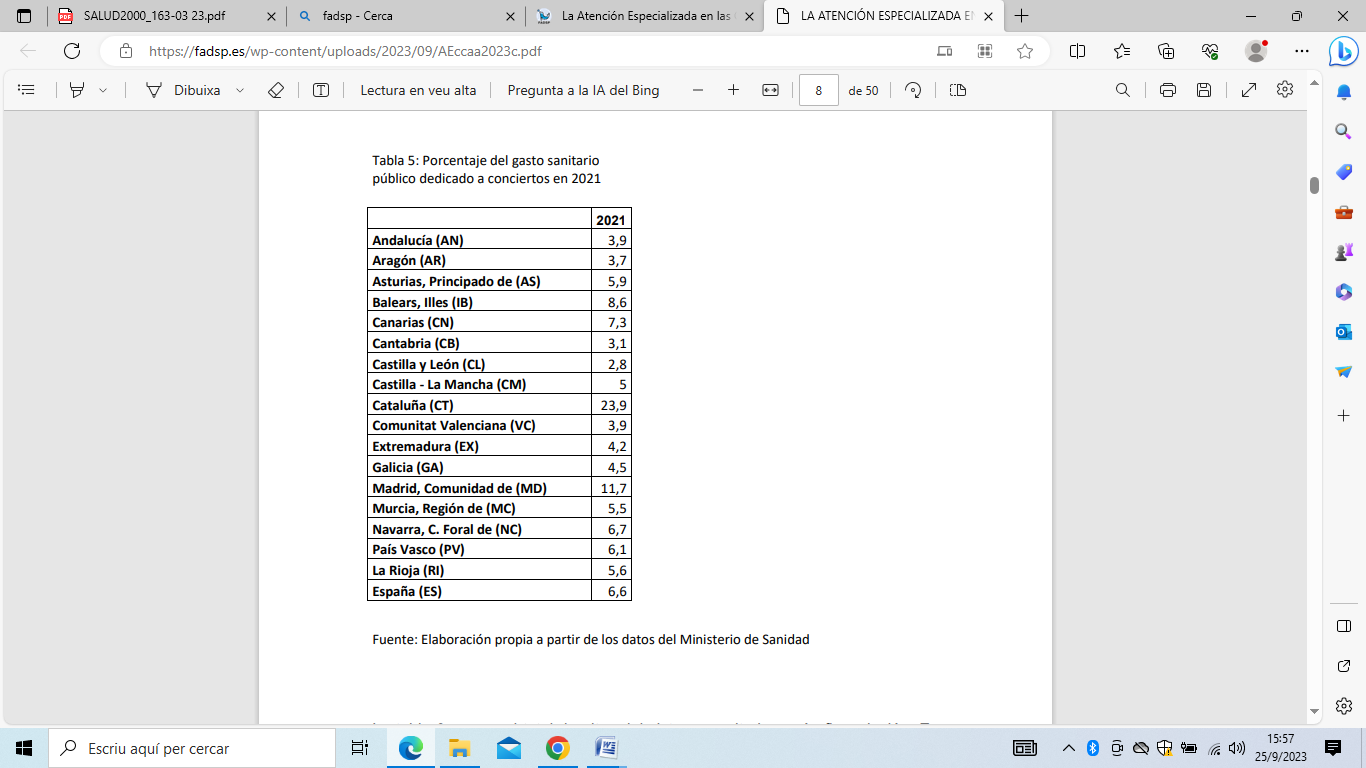 SALUD2000_163-03 23.pdf
fadsp - Cerca
La Atención Especializada en las
LA ATENCIÓN ESPECIALIZADA EN
https://fadsp.es/wp-content/uploads/2023/09/AEccaa2023c.pdf
Dibuixa
Lectura en veu alta
Pregunta a la IA del Bing
8
de 50
Tabla 5: Porcentaje del gasto sanitario
público dedicado a conciertos en 2021
2021
Andalucía (AN) 3,9
Aragón (AR) 3,7
Asturias, Principado de (AS) 5,9
Balears, Illes (IB) 8,6
Canarias (CN) 7,3
Cantabria (CB) 3,1
Castilla y León (CL) 2,8
Castilla - La Mancha (CM) 5
Cataluña (CT) 23,9
Comunitat Valenciana (VC) 3,9
Extremadura (EX) 4,2
Galicia (GA) 4,5
Madrid, Comunidad de (MD) 11,7
Murcia, Región de (MC) 5,5
Navarra, C. Foral de (NC) 6,7
País Vasco (PV) 6,1
La Rioja (RI) 5,6
España (ES) 6,6
Fuente: Elaboración propia a partir de los datos del Ministerio de Sanidad
Escriu aquí per cercar
15:57
25/9/2023